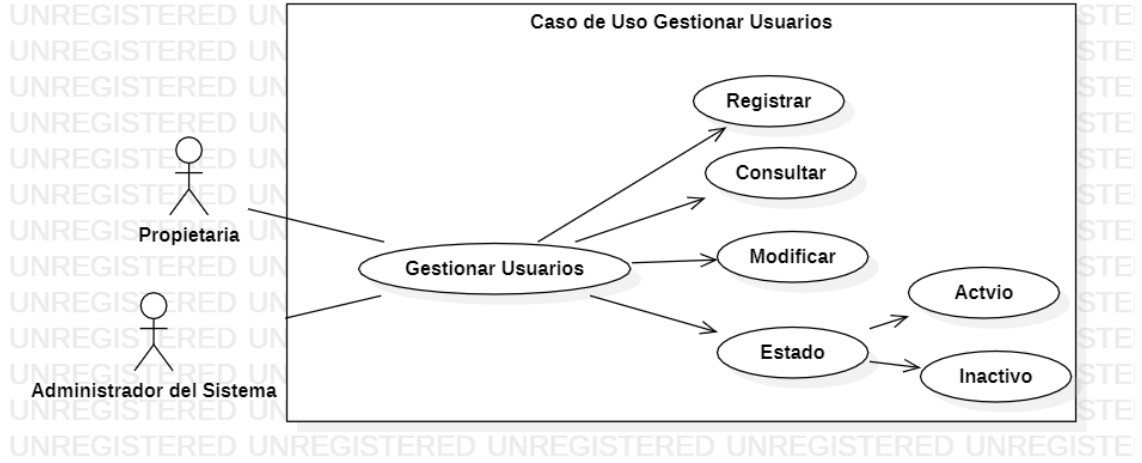 Caso de Uso Gestionar Usuarios
Registrar
Consultar
Propietaria
Gestionar Usuarios
Modificar
Actvio
Estado
Inactivo
Administrador del Sistema
UNREGISTERED UNREGISTERED UNREGISTERED UNREGISTERED UNREGISTE